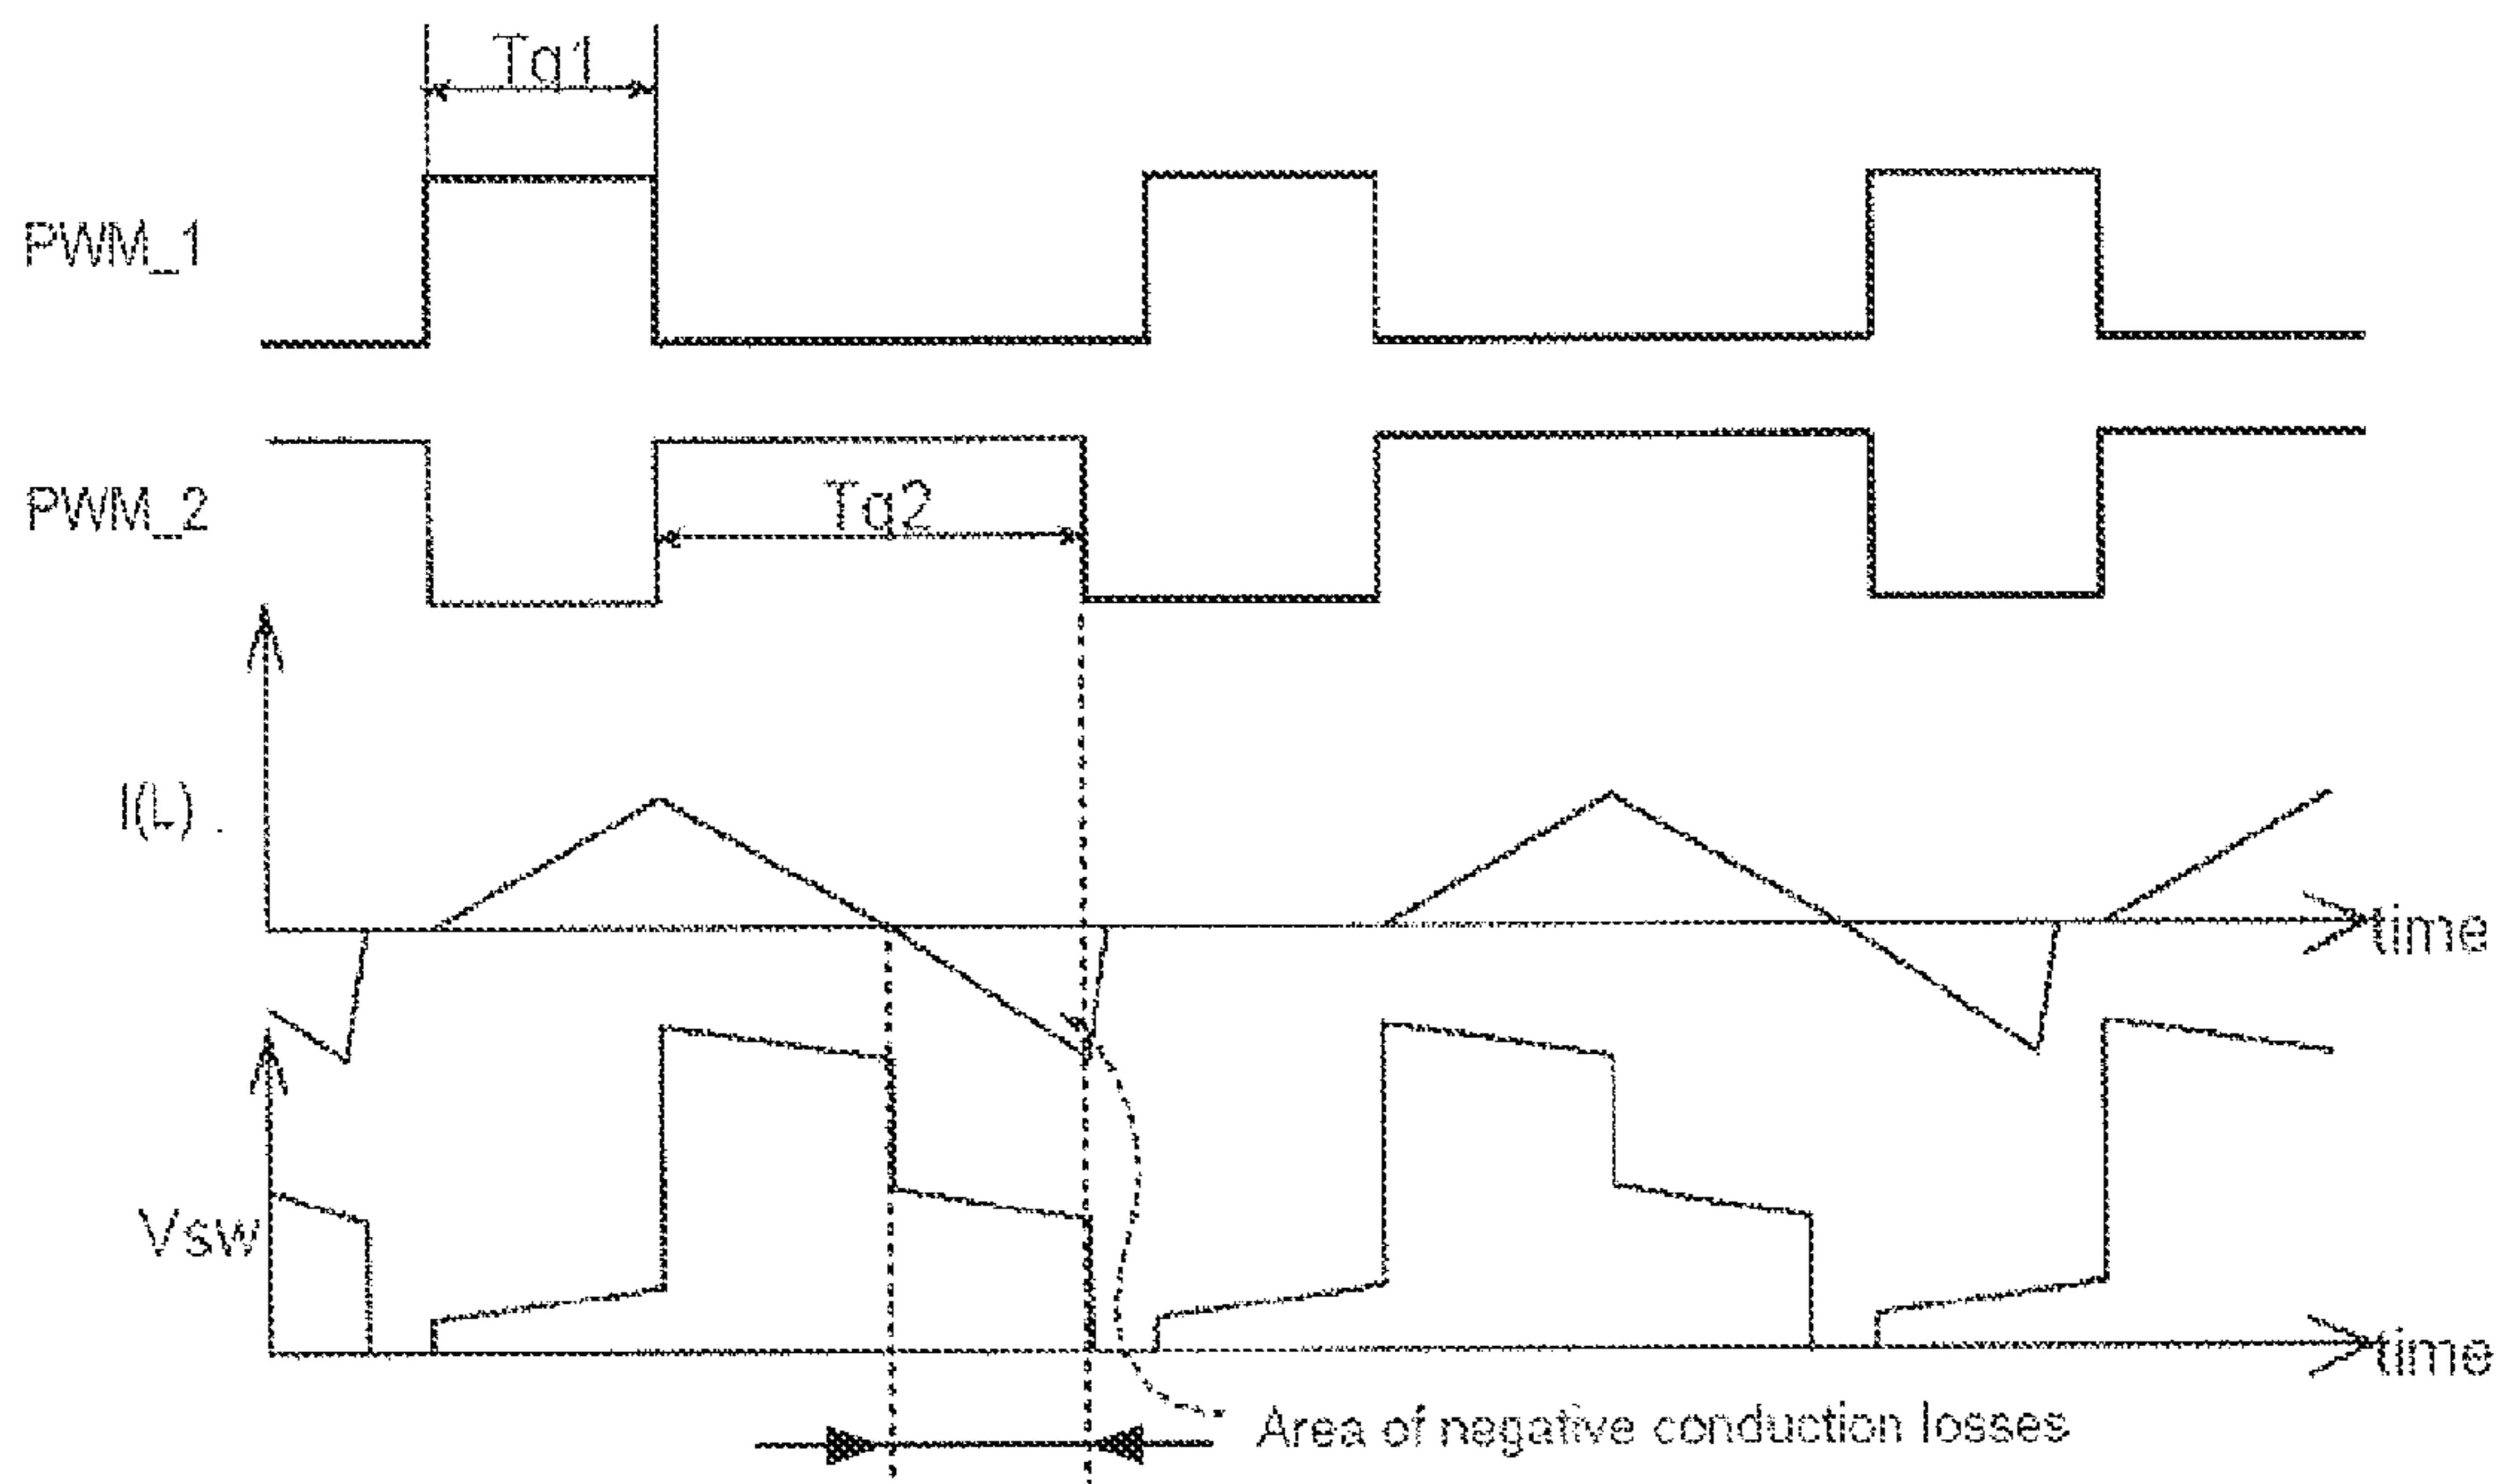 Tq1
PWM_1
PWM_2
Tq2
I(L)
time
Vsw
time
Area of negative conduction losses